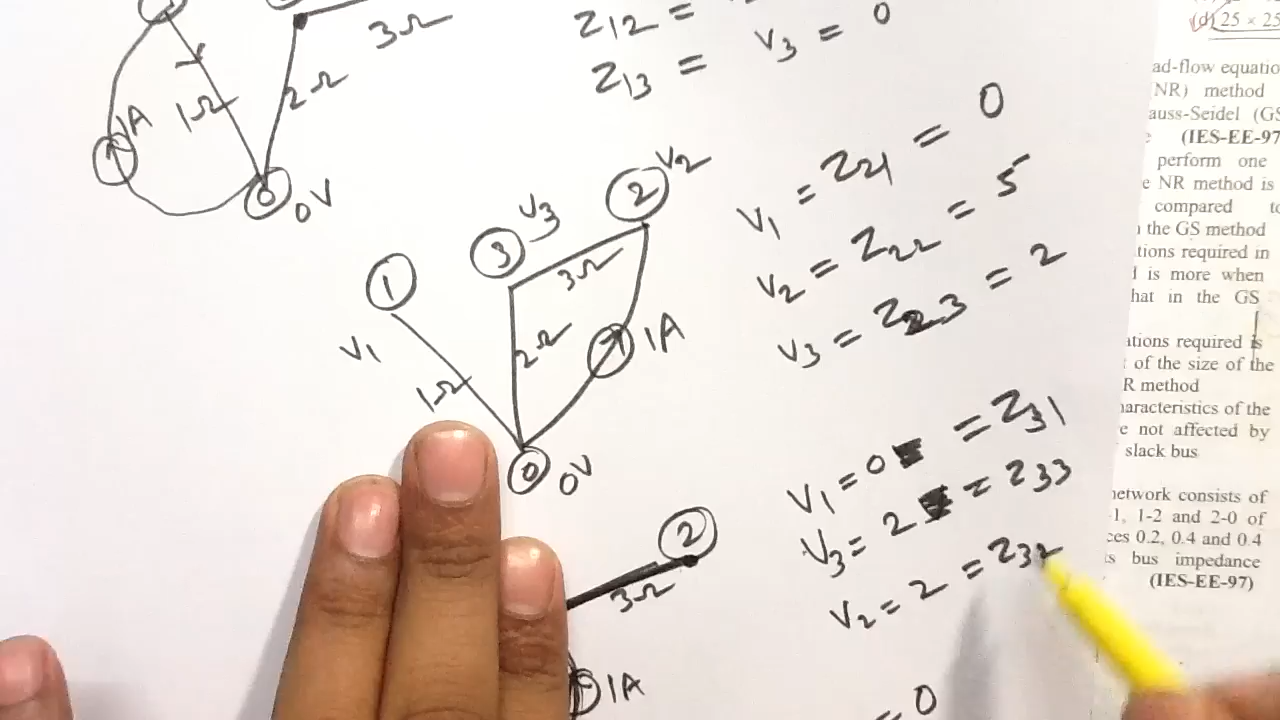 3Ω
Z12 =
Z13 = V3 = 0
1A
1Ω
2Ω
0
0V
V1 = Z21 = 0
V2 = Z22 = 5
V3 = Z23 = 2
1
V1
1Ω
3
V3
2
V2
3Ω
2Ω
1A
0
0V
V1 = 0 = Z31
V3 = 2 = Z33
V2 = 2 = Z32
2
3Ω
1A
= 0
(d) 25 × 25
ad-flow equatio
NR) method
auss-Seidel (GS
(IES-EE-97
perform one
e NR method is
compared to
the GS method
tions required in
is more when
hat in the GS
ations required is
of the size of the
R method
haracteristics of the
e not affected by
slack bus
network consists of
-1, 1-2 and 2-0 of
ces 0.2, 0.4 and 0.4
s bus impedance
(IES-EE-97)